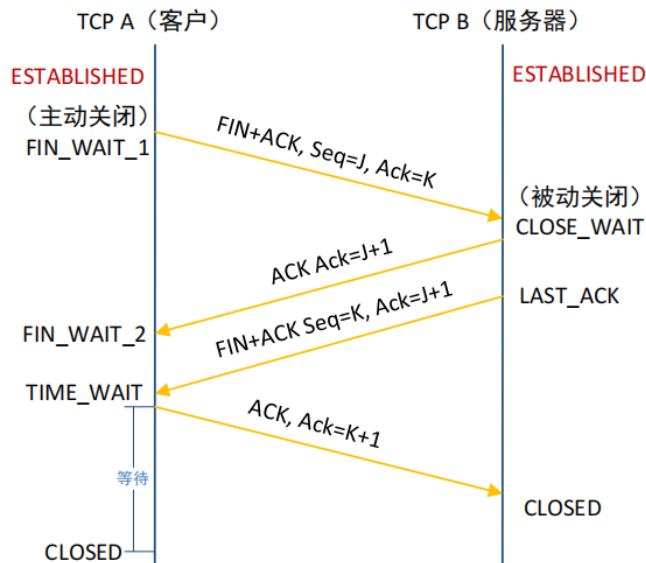 TCP A（客户）
TCP B（服务器）
ESTABLISHED
ESTABLISHED
（主动关闭）
FIN_WAIT_1
FIN+ACK, Seq=J, Ack=K
（被动关闭）
CLOSE_WAIT
ACK Ack=J+1
LAST_ACK
FIN_WAIT_2
FIN+ACK Seq=K, Ack=J+1
TIME_WAIT
ACK, Ack=K+1
等待
CLOSED
CLOSED